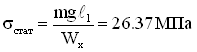 σстат = mgℓ₁ / Wₓ = 26.37 МПа